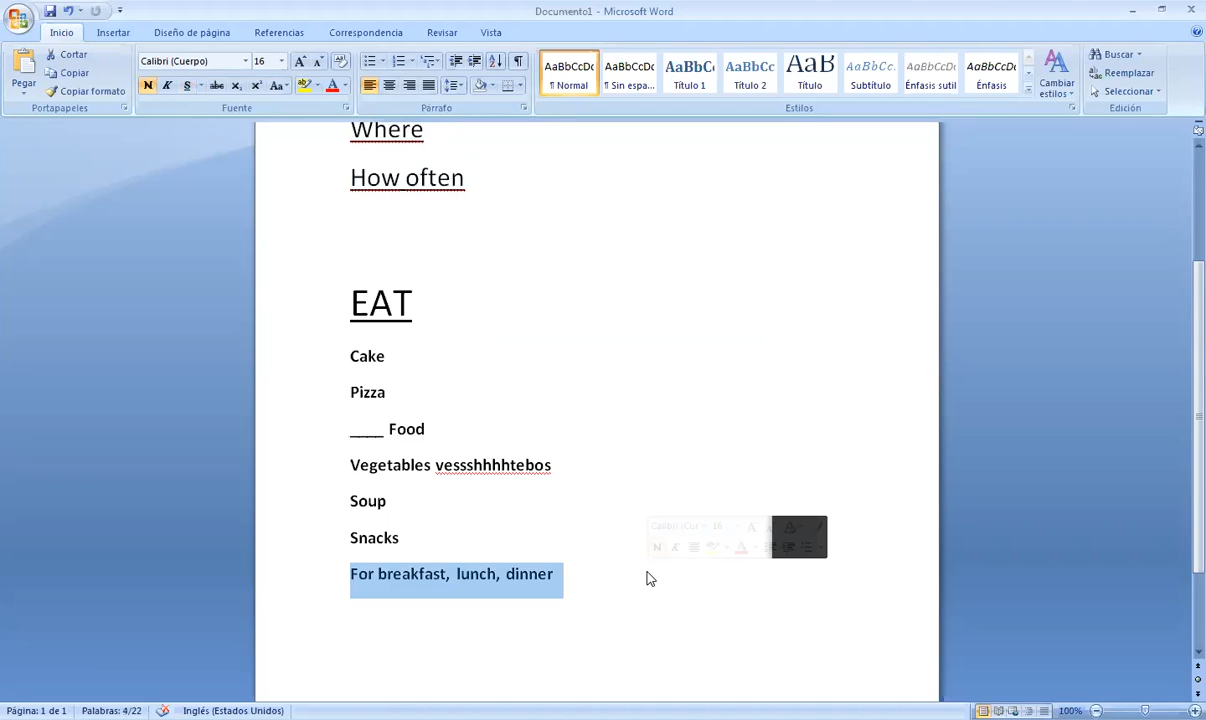 Documento1 - Microsoft Word
Inicio Insertar Diseño de página Referencias Correspondencia Revisar Vista
Pegar
Cortar
Copiar
Copiar formato
Portapapeles
Calibri (Cuerpo) 16
N K S abc x₂ x² Aa A
Fuente
Párrafo
AaBbCcDc AaBbCcDc AaBbC AaBbCc AaB AaBbCc. AaBbCcDc AaBbCcDc
¶ Normal ¶ Sin espa... Título 1 Título 2 Título Subtítulo Énfasis sutil Énfasis
Cambiar estilos
Estilos
Buscar
Reemplazar
Seleccionar
Edición
Where
How often
EAT
Cake
Pizza
____ Food
Vegetables vessshhhhtebos
Soup
Snacks
For breakfast, lunch, dinner
Página: 1 de 1 Palabras: 4/22 Inglés (Estados Unidos) 100%